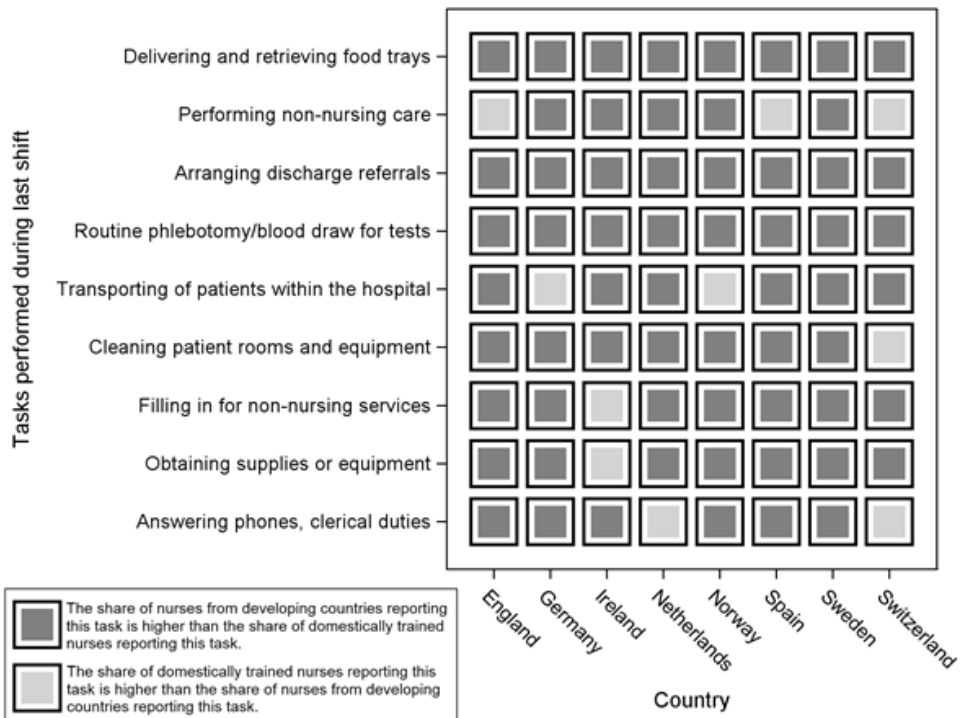 Tasks performed during last shift
Delivering and retrieving food trays
Performing non-nursing care
Arranging discharge referrals
Routine phlebotomy/blood draw for tests
Transporting of patients within the hospital
Cleaning patient rooms and equipment
Filling in for non-nursing services
Obtaining supplies or equipment
Answering phones, clerical duties
England
Germany
Ireland
Netherlands
Norway
Spain
Sweden
Switzerland
Country
The share of nurses from developing countries reporting
this task is higher than the share of domestically trained
nurses reporting this task.
The share of domestically trained nurses reporting this
task is higher than the share of nurses from developing
countries reporting this task.